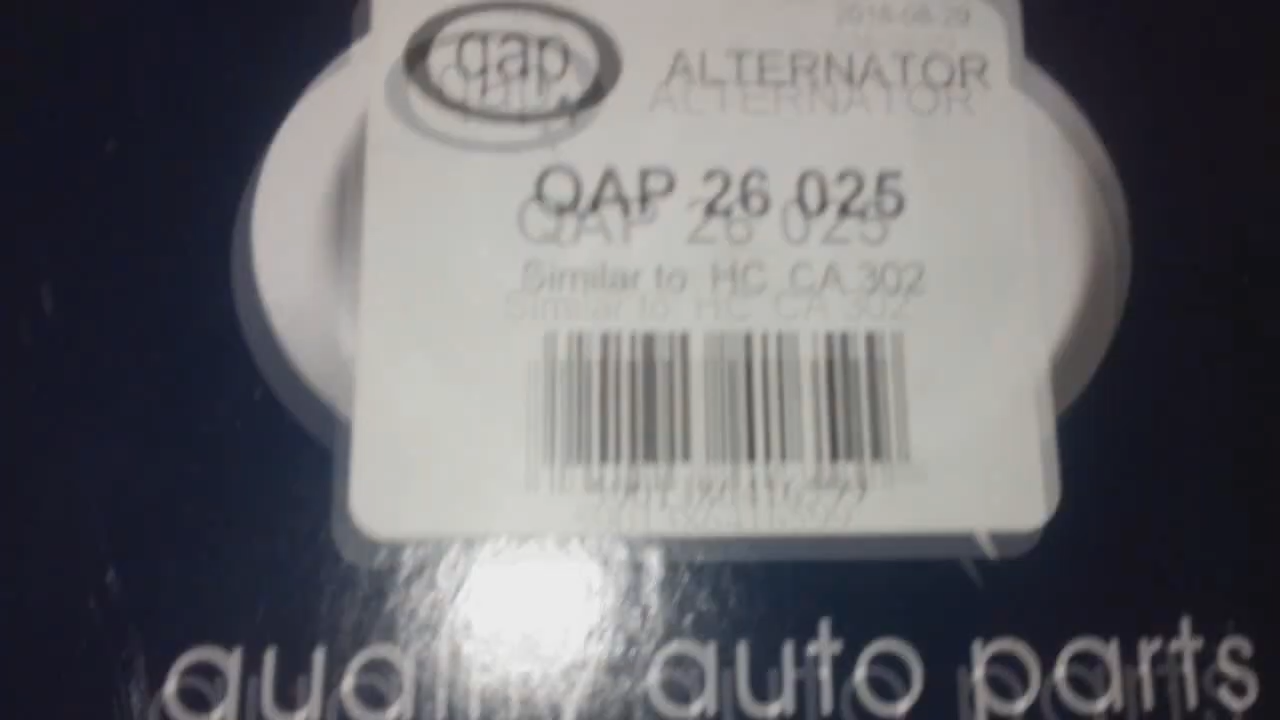 qap
ALTERNATOR
QAP 26 025
Similar to: HC CA 302
quality auto parts